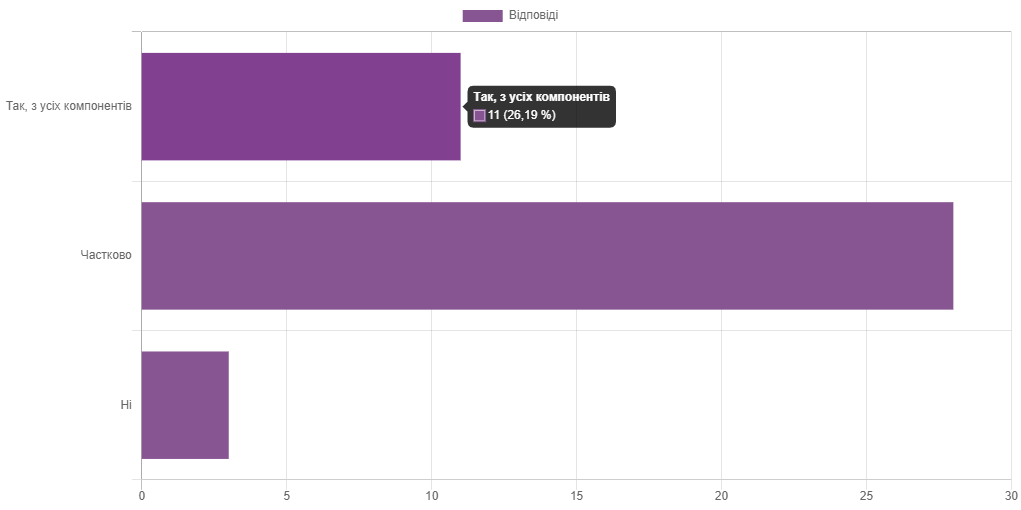 Відповіді
Так, з усіх компонентів
Так, з усіх компонентів
11 (26,19 %)
Частково
Ні
0 5 10 15 20 25 30